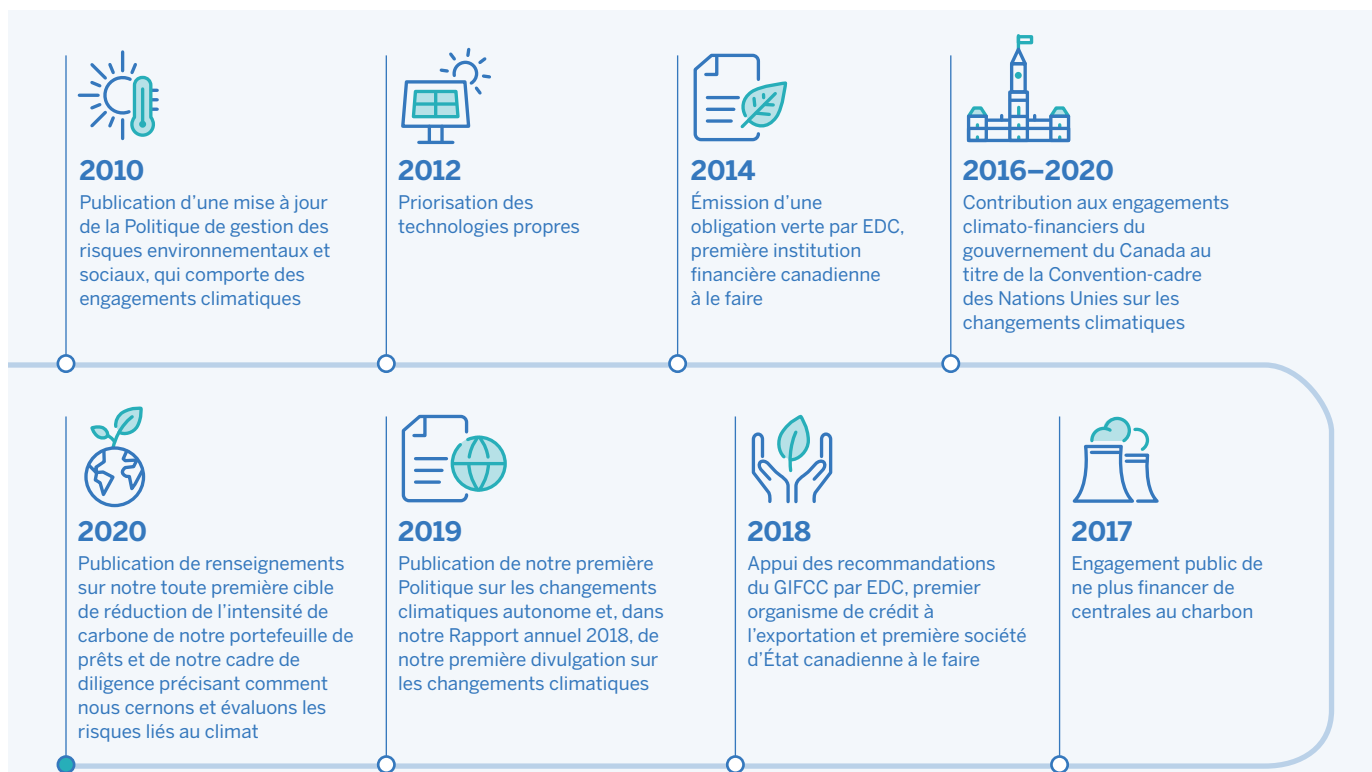 2010
Publication d’une mise à jour
de la Politique de gestion des
risques environnementaux et
sociaux, qui comporte des
engagements climatiques
2012
Priorisation des
technologies propres
2014
Émission d’une
obligation verte par EDC,
première institution
financière canadienne
à le faire
2016–2020
Contribution aux engagements
climato-financiers du
gouvernement du Canada au
titre de la Convention-cadre
des Nations Unies sur les
changements climatiques
2020
Publication de renseignements
sur notre toute première cible
de réduction de l’intensité de
carbone de notre portefeuille de
prêts et de notre cadre de
diligence précisant comment
nous cernons et évaluons les
risques liés au climat
2019
Publication de notre première
Politique sur les changements
climatiques autonome et, dans
notre Rapport annuel 2018, de
notre première divulgation sur
les changements climatiques
2018
Appui des recommandations
du GIFCC par EDC, premier
organisme de crédit à
l’exportation et première société
d’État canadienne à le faire
2017
Engagement public de
ne plus financer de
centrales au charbon